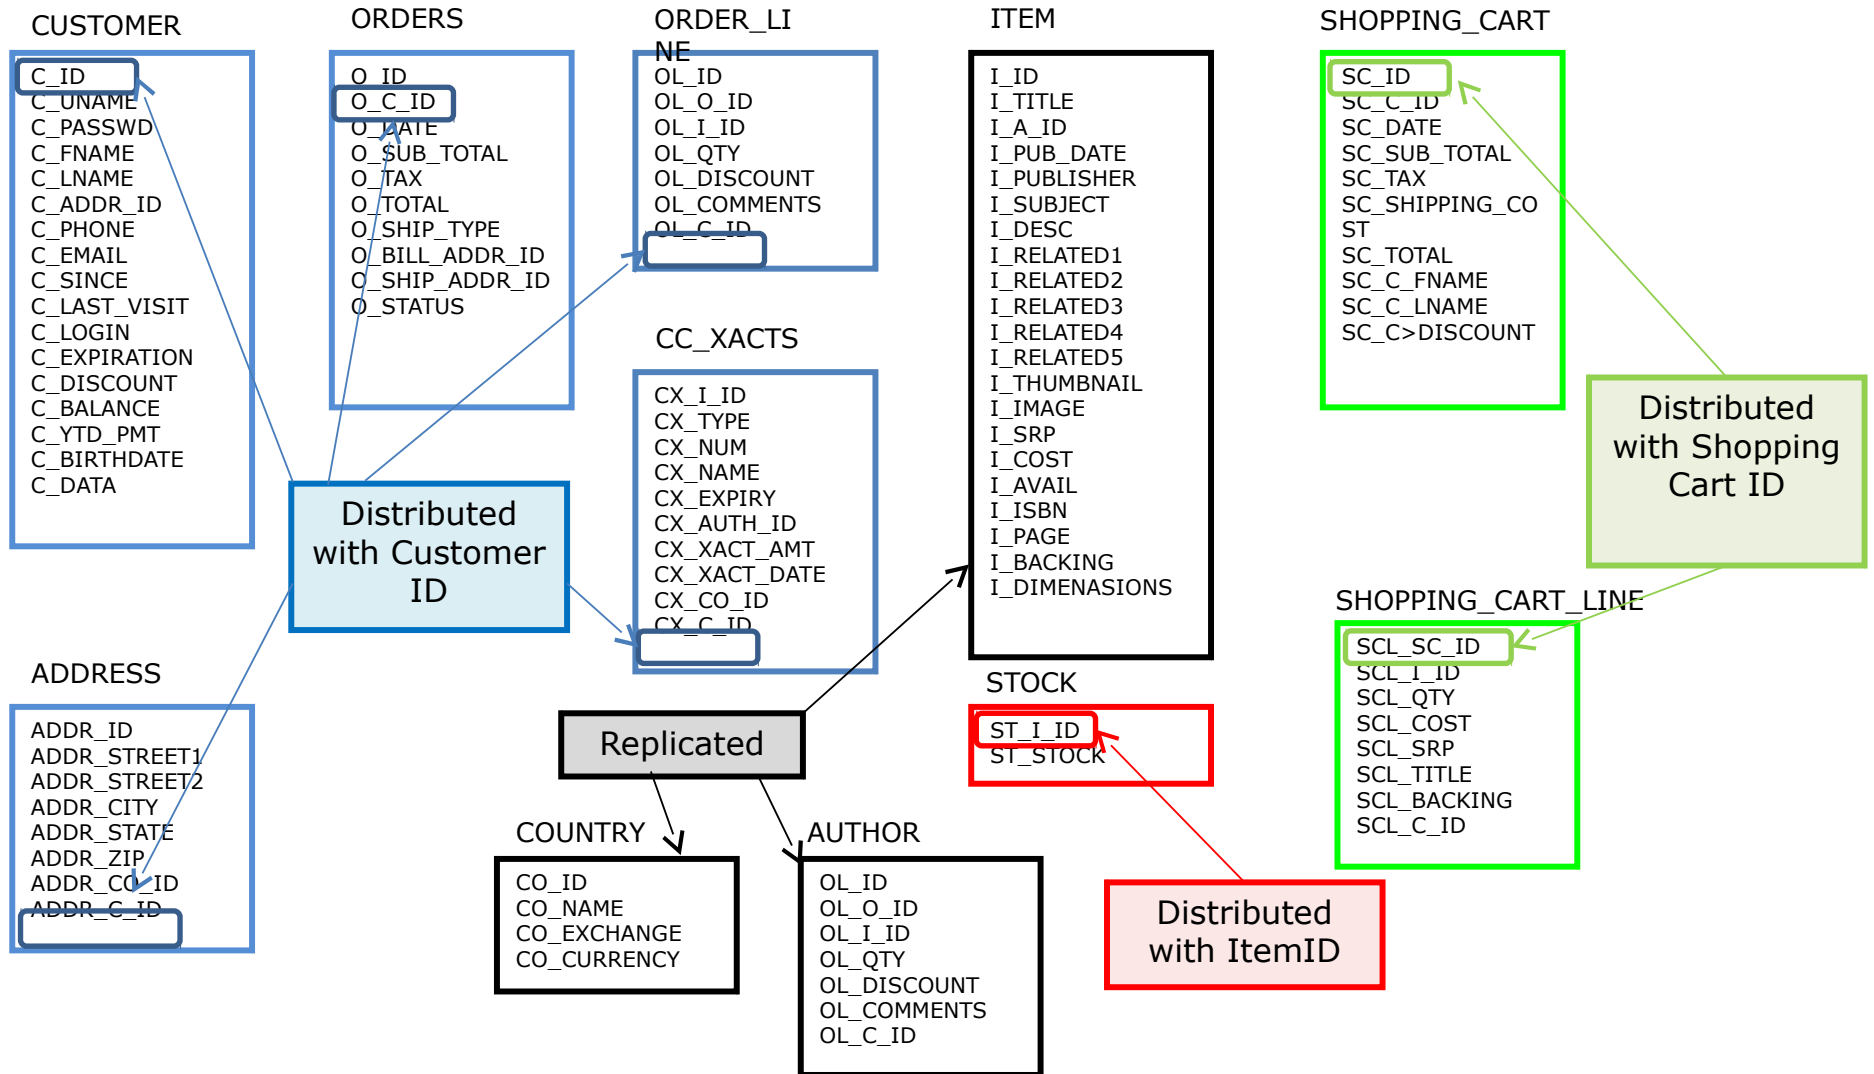 CUSTOMER
C_ID
C_UNAME
C_PASSWD
C_FNAME
C_LNAME
C_ADDR_ID
C_PHONE
C_EMAIL
C_SINCE
C_LAST_VISIT
C_LOGIN
C_EXPIRATION
C_DISCOUNT
C_BALANCE
C_YTD_PMT
C_BIRTHDATE
C_DATA
ORDERS
O_ID
O_C_ID
O_DATE
O_SUB_TOTAL
O_TAX
O_TOTAL
O_SHIP_TYPE
O_BILL_ADDR_ID
O_SHIP_ADDR_ID
O_STATUS
ORDER_LI
NE
OL_ID
OL_O_ID
OL_I_ID
OL_QTY
OL_DISCOUNT
OL_COMMENTS
OL_C_ID
CC_XACTS
CX_I_ID
CX_TYPE
CX_NUM
CX_NAME
CX_EXPIRY
CX_AUTH_ID
CX_XACT_AMT
CX_XACT_DATE
CX_CO_ID
CX_C_ID
ITEM
I_ID
I_TITLE
I_A_ID
I_PUB_DATE
I_PUBLISHER
I_SUBJECT
I_DESC
I_RELATED1
I_RELATED2
I_RELATED3
I_RELATED4
I_RELATED5
I_THUMBNAIL
I_IMAGE
I_SRP
I_COST
I_AVAIL
I_ISBN
I_PAGE
I_BACKING
I_DIMENASIONS
SHOPPING_CART
SC_ID
SC_C_ID
SC_DATE
SC_SUB_TOTAL
SC_TAX
SC_SHIPPING_CO
ST
SC_TOTAL
SC_C_FNAME
SC_C_LNAME
SC_C>DISCOUNT
Distributed
with Shopping
Cart ID
Distributed
with Customer
ID
SHOPPING_CART_LINE
SCL_SC_ID
SCL_I_ID
SCL_QTY
SCL_COST
SCL_SRP
SCL_TITLE
SCL_BACKING
SCL_C_ID
ADDRESS
ADDR_ID
ADDR_STREET1
ADDR_STREET2
ADDR_CITY
ADDR_STATE
ADDR_ZIP
ADDR_CO_ID
ADDR_C_ID
Replicated
STOCK
ST_I_ID
ST_STOCK
COUNTRY
CO_ID
CO_NAME
CO_EXCHANGE
CO_CURRENCY
AUTHOR
OL_ID
OL_O_ID
OL_I_ID
OL_QTY
OL_DISCOUNT
OL_COMMENTS
OL_C_ID
Distributed
with ItemID